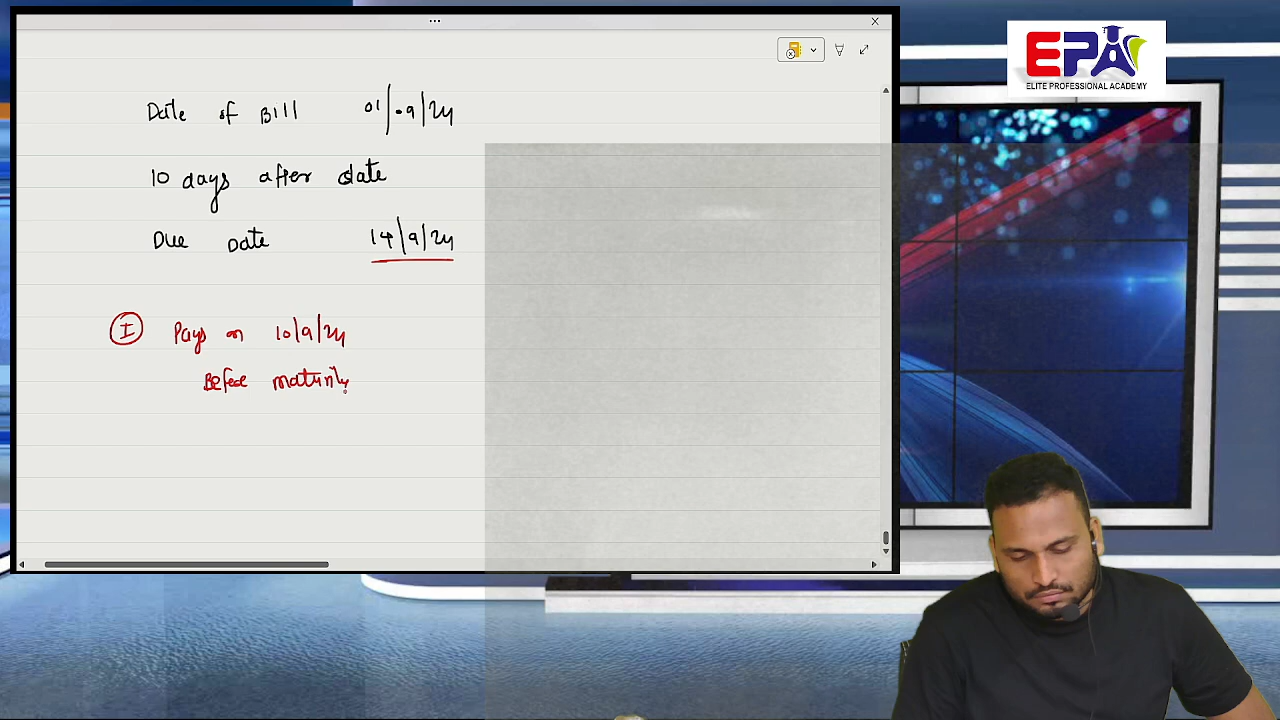 EPA
ELITE PROFESSIONAL ACADEMY
Date of Bill 01/09/24
10 days after date
Due Date 14/9/24
I Pays on 10/9/24
Before maturity